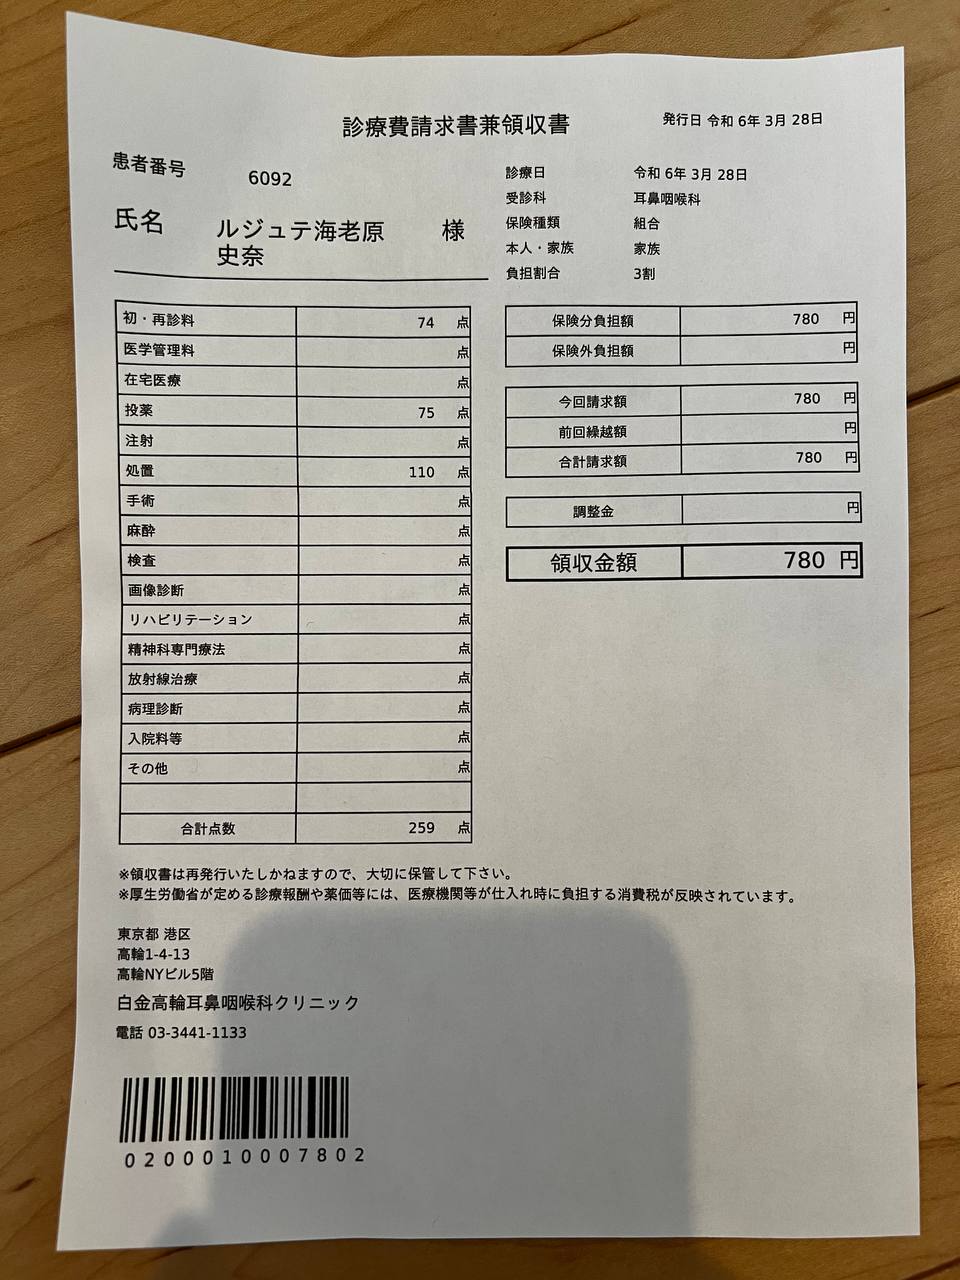 診療費請求書兼領収書
発行日 令和 6年 3月 28日
患者番号 6092
氏名 ルジュテ海老原 様
史奈
診療日 令和 6年 3月 28日
受診科 耳鼻咽喉科
保険種類 組合
本人・家族 家族
負担割合 3割
初・再診料 74 点
医学管理料 点
在宅医療 点
投薬 75 点
注射 点
処置 110 点
手術 点
麻酔 点
検査 点
画像診断 点
リハビリテーション 点
精神科専門療法 点
放射線治療 点
病理診断 点
入院料等 点
その他 点
合計点数 259 点
保険分負担額 780 円
保険外負担額 円
今回請求額 780 円
前回繰越額 円
合計請求額 780 円
調整金 円
領収金額 780 円
※領収書は再発行いたしかねますので、大切に保管して下さい。
※厚生労働省が定める診療報酬や薬価等には、医療機関等が仕入れ時に負担する消費税が反映されています。
東京都 港区
高輪1-4-13
高輪NYビル5階
白金高輪耳鼻咽喉科クリニック
電話 03-3441-1133
0200010007802